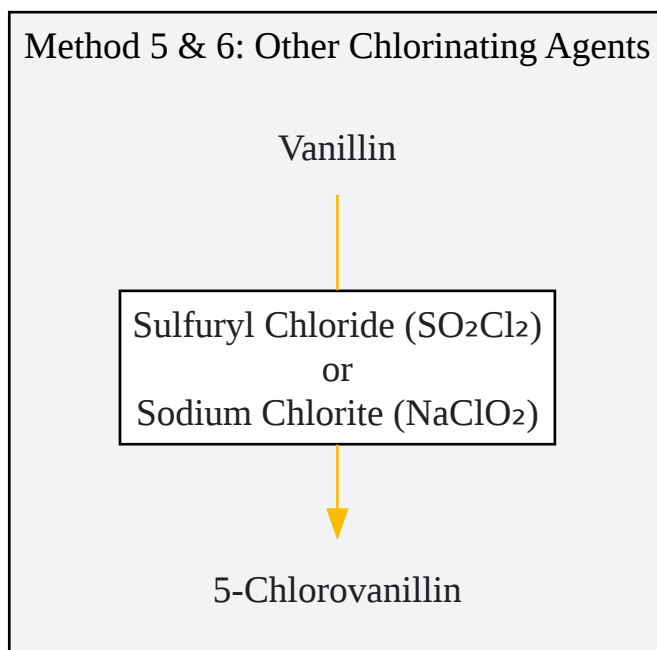 Method 5 & 6: Other Chlorinating Agents
Vanillin
Sulfuryl Chloride (SO₂Cl₂)
or
Sodium Chlorite (NaClO₂)
5-Chlorovanillin